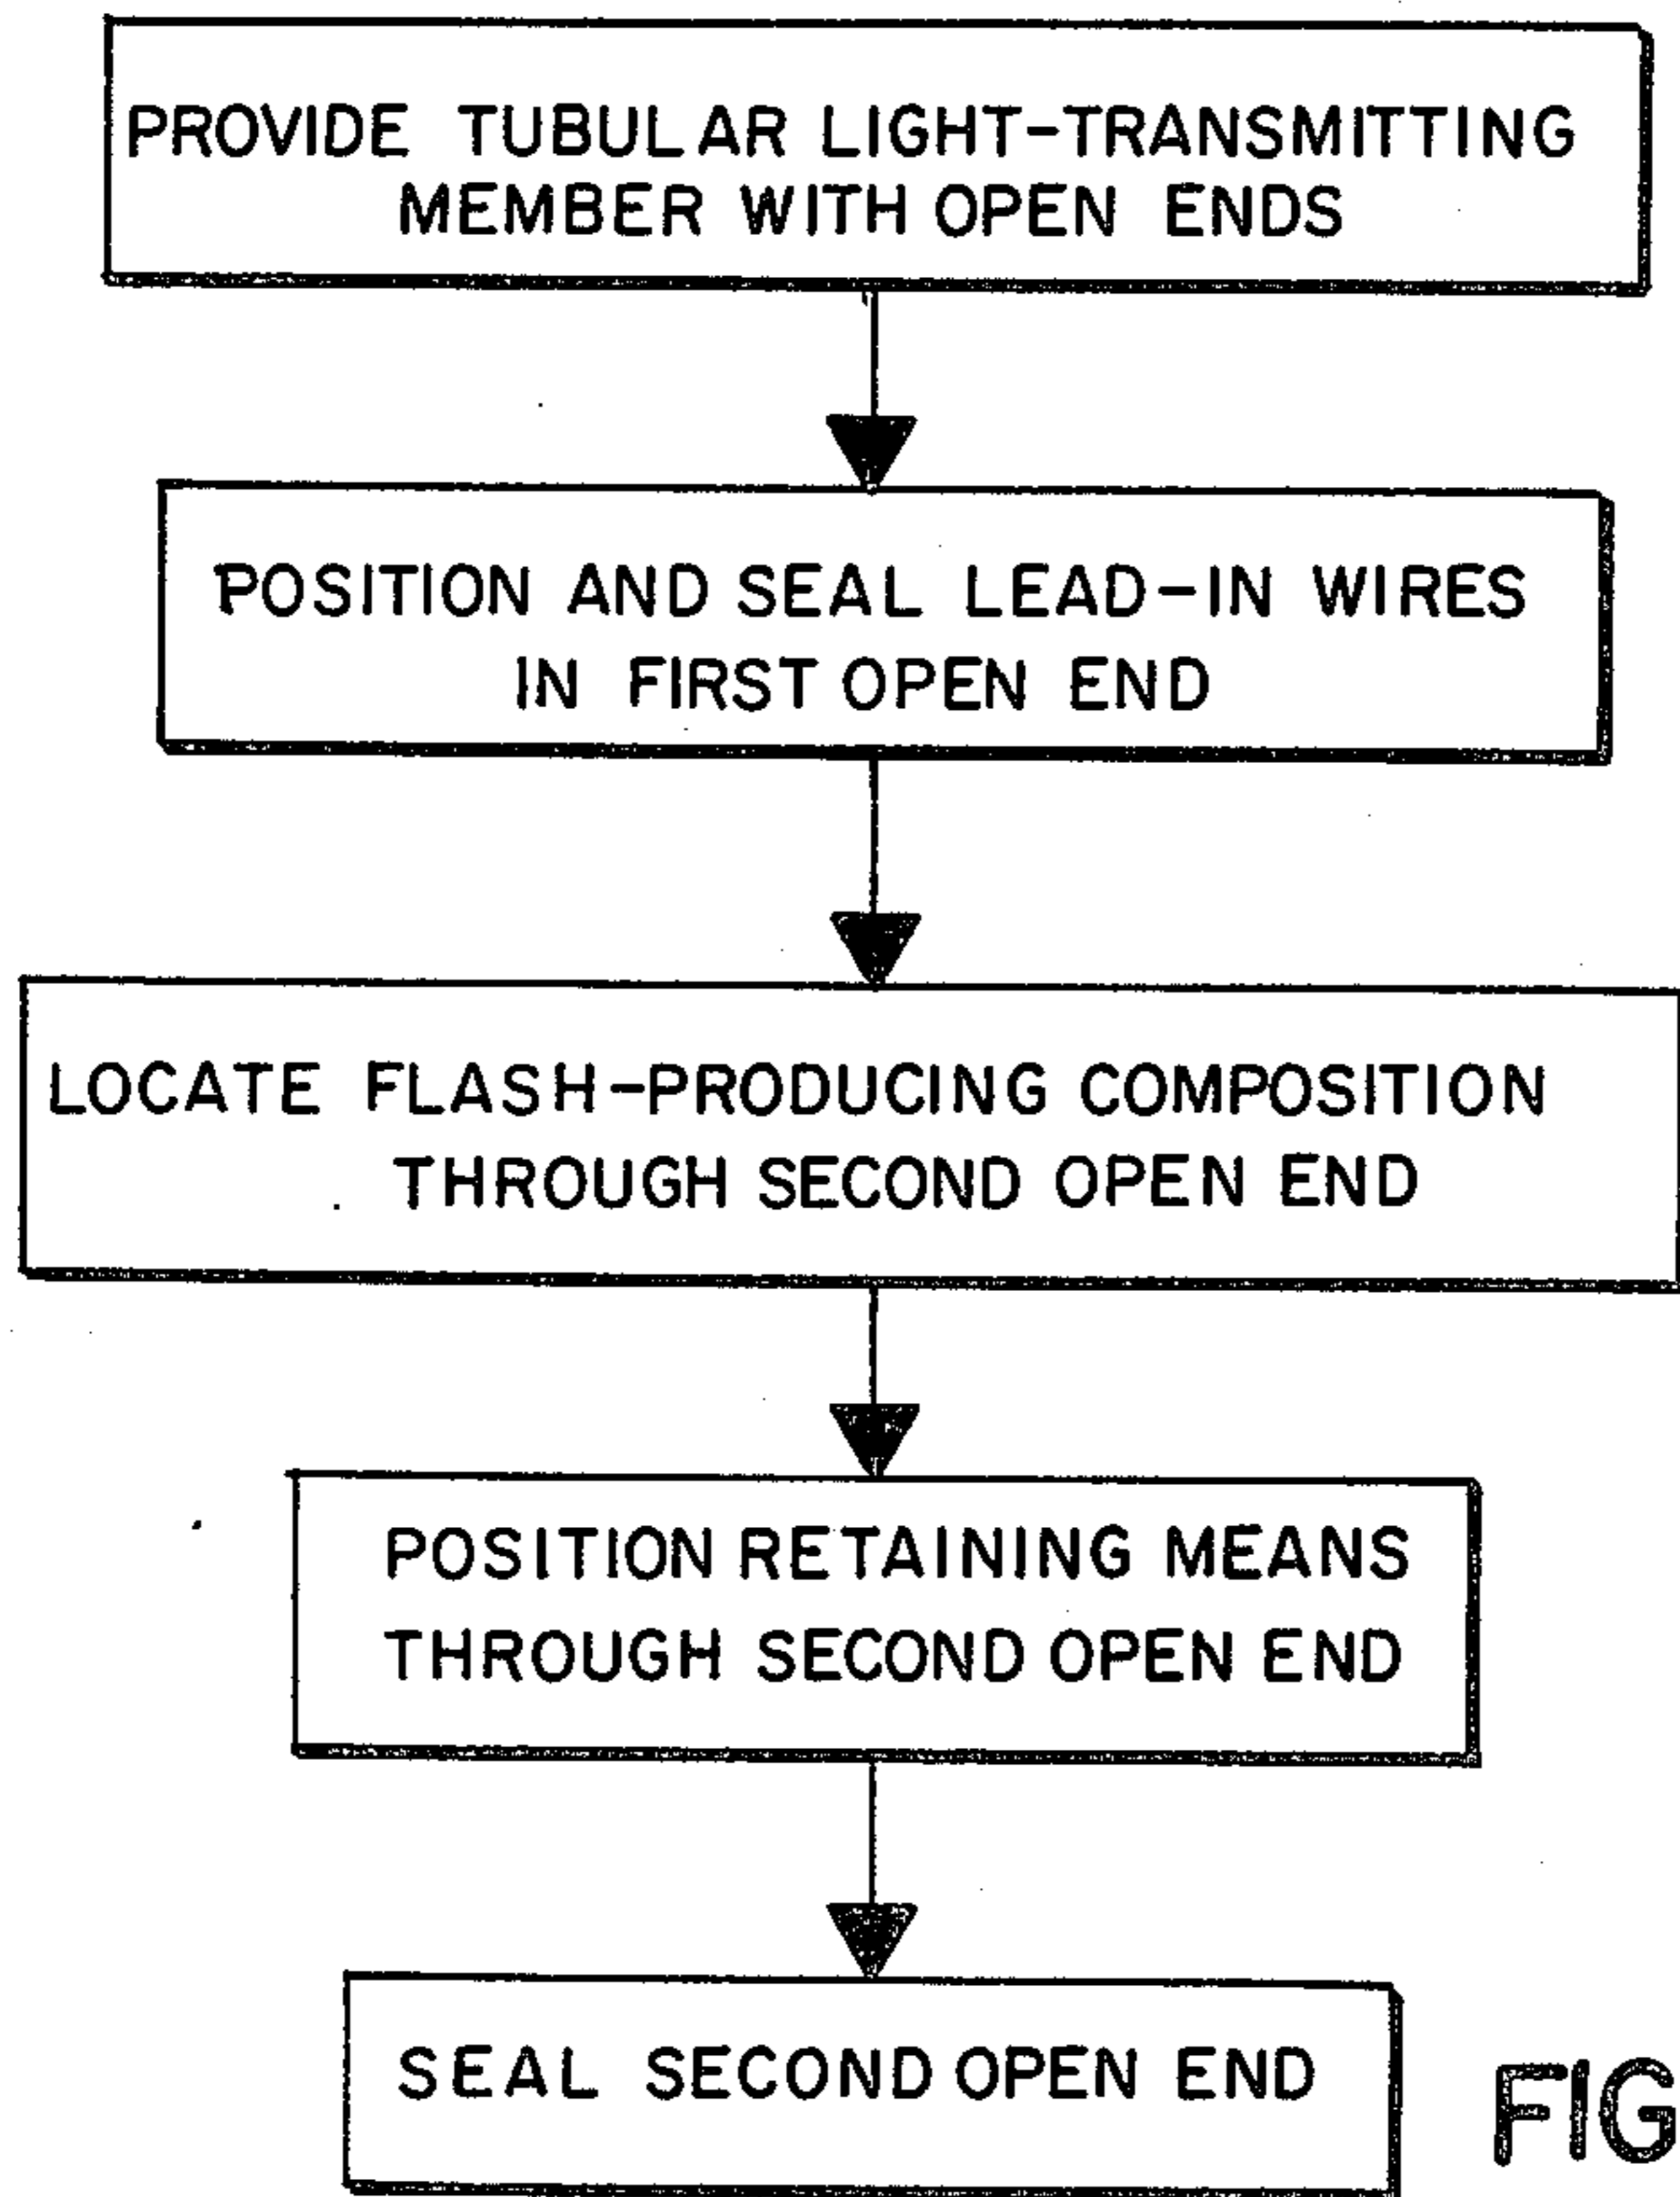 PROVIDE TUBULAR LIGHT-TRANSMITTING
MEMBER WITH OPEN ENDS
POSITION AND SEAL LEAD-IN WIRES
IN FIRST OPEN END
LOCATE FLASH-PRODUCING COMPOSITION
THROUGH SECOND OPEN END
POSITION RETAINING MEANS
THROUGH SECOND OPEN END
SEAL SECOND OPEN END
FIG